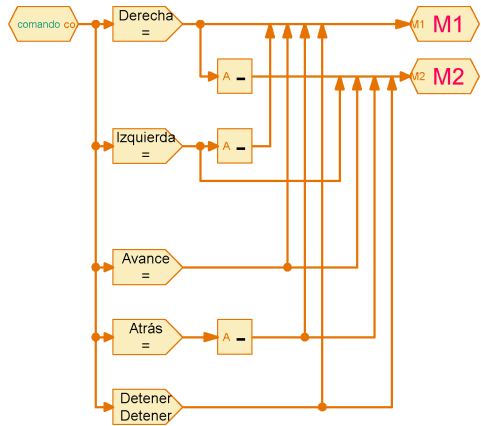 comando co
Derecha
=
M1 M1
A -
M2 M2
Izquierda
=
A -
Avance
=
Atrás
=
A -
Detener
Detener